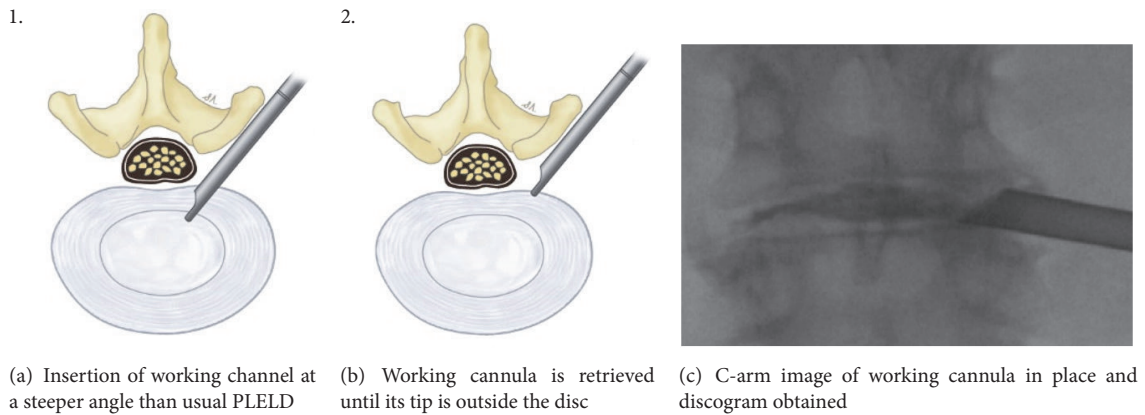 1.
2.
(a) Insertion of working channel at
a steeper angle than usual PLELD
(b) Working cannula is retrieved
until its tip is outside the disc
(c) C-arm image of working cannula in place and
discogram obtained